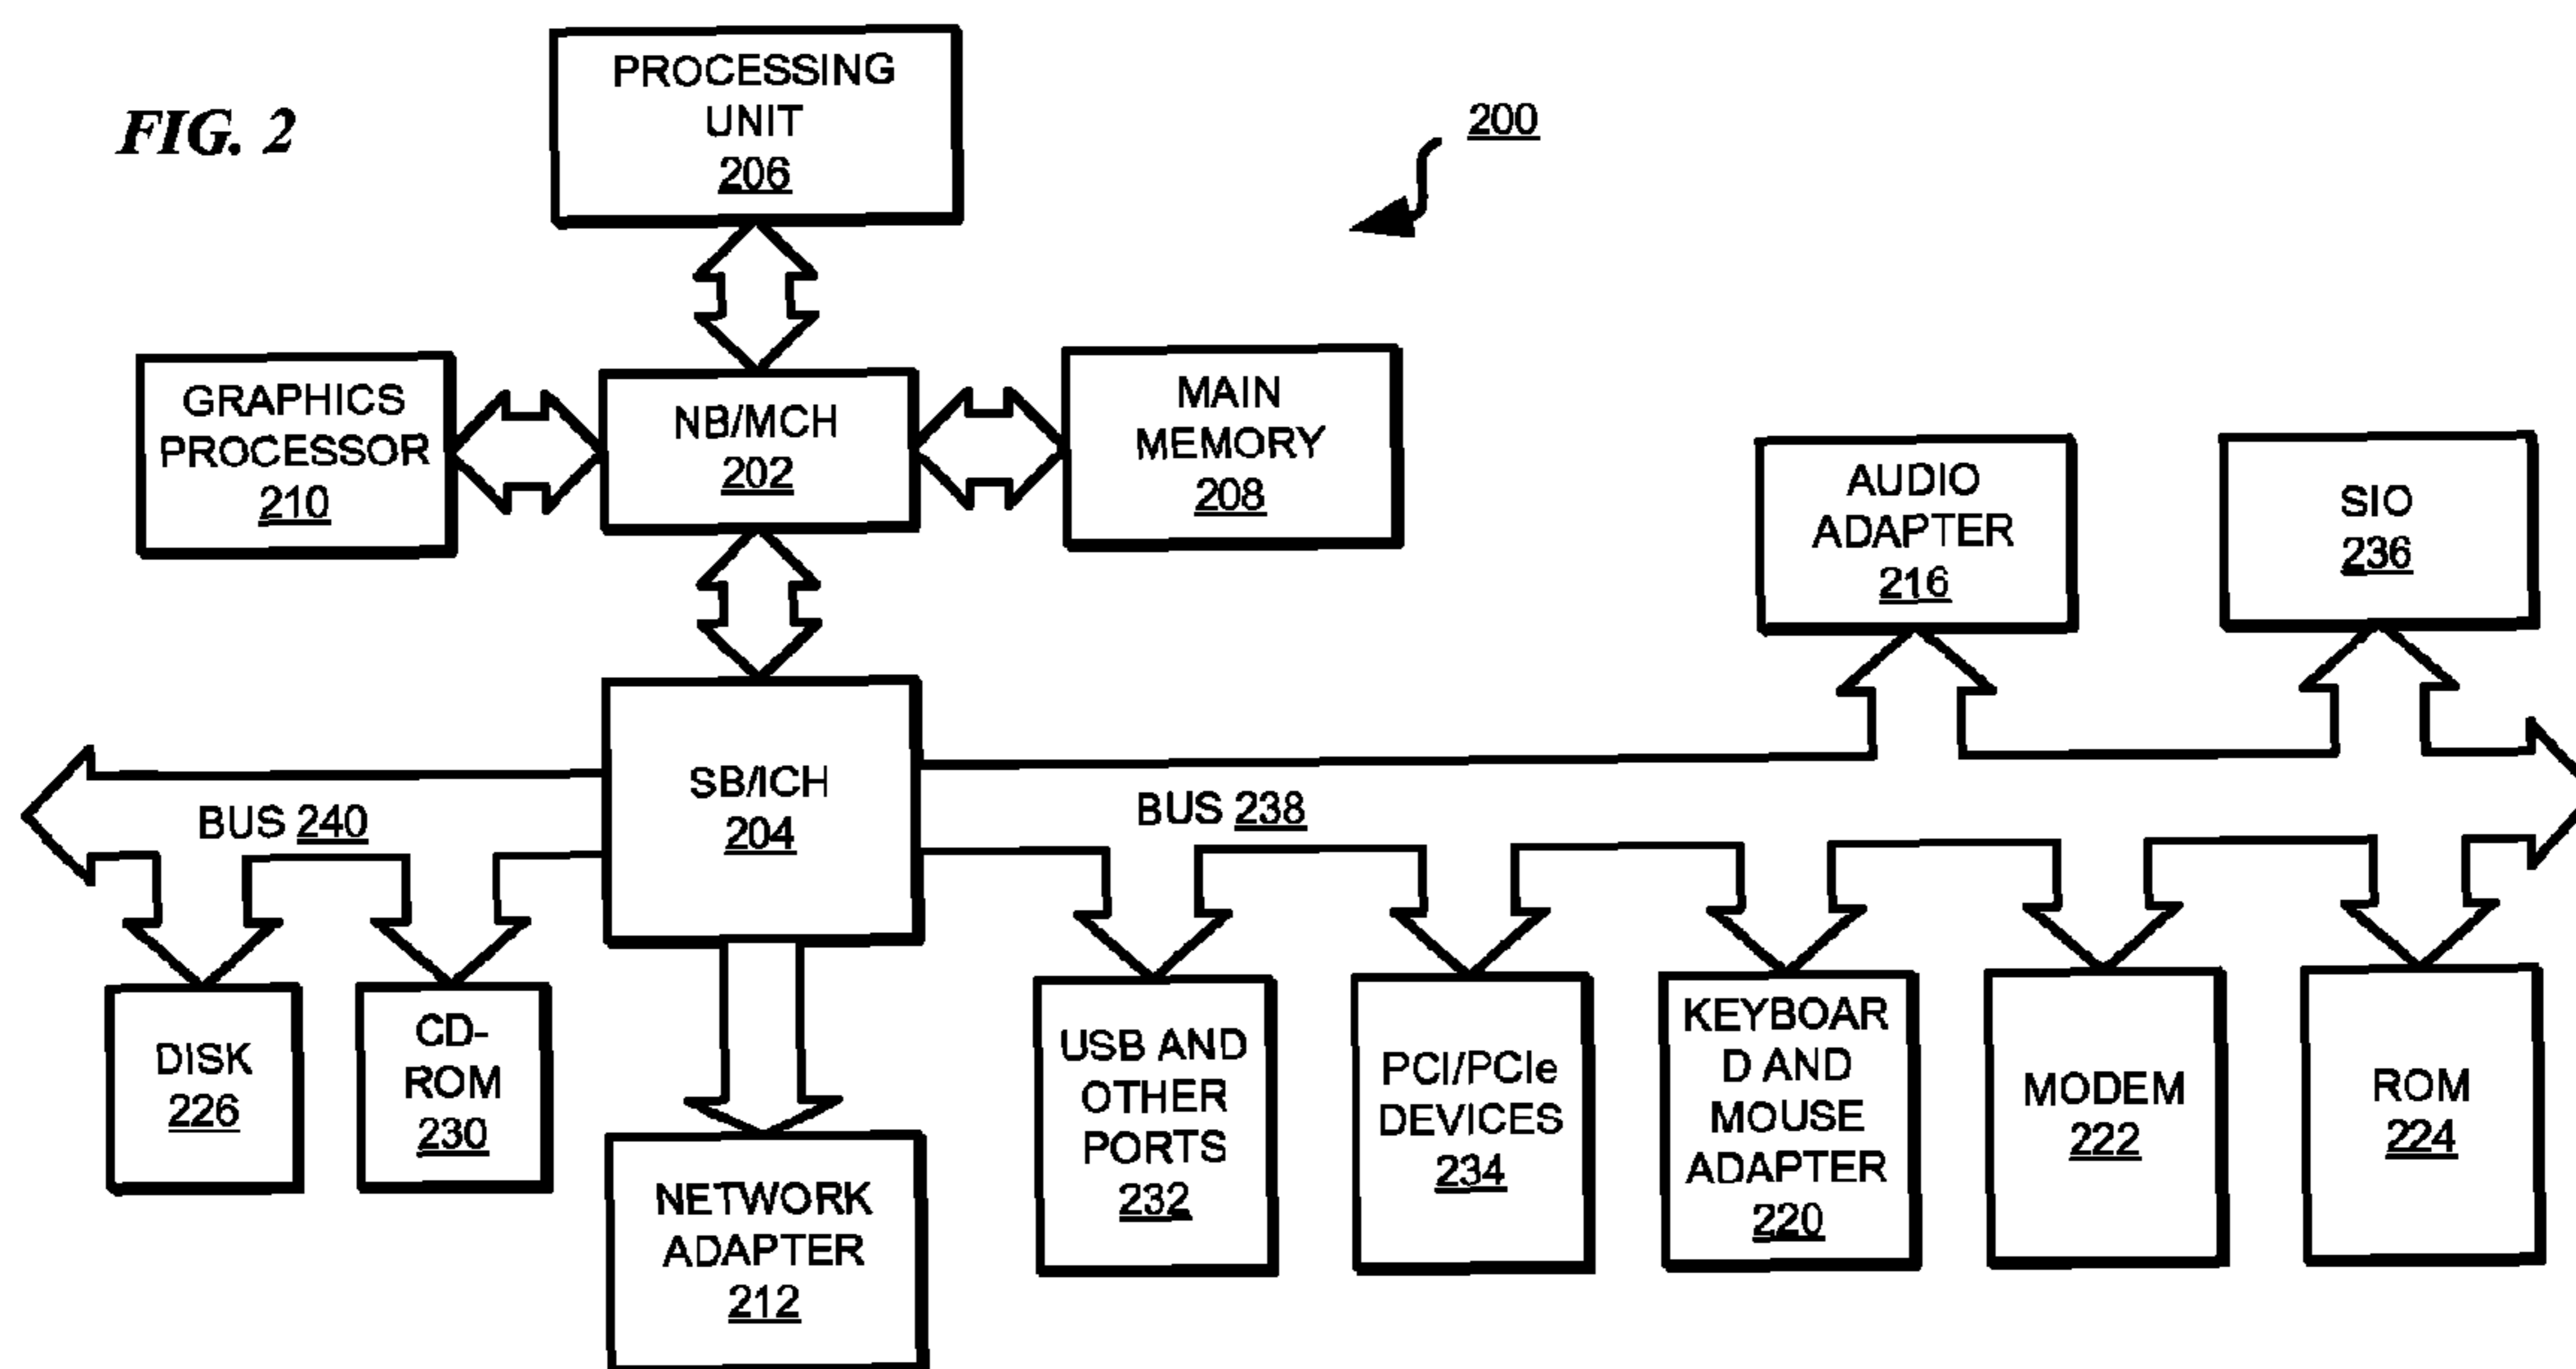 FIG. 2
200
PROCESSING
UNIT
206
GRAPHICS
PROCESSOR
210
NB/MCH
202
MAIN
MEMORY
208
AUDIO
ADAPTER
216
SIO
236
SB/ICH
204
BUS 240
BUS 238
DISK
226
CD-
ROM
230
NETWORK
ADAPTER
212
USB AND
OTHER
PORTS
232
PCI/PCIe
DEVICES
234
KEYBOAR
D AND
MOUSE
ADAPTER
220
MODEM
222
ROM
224